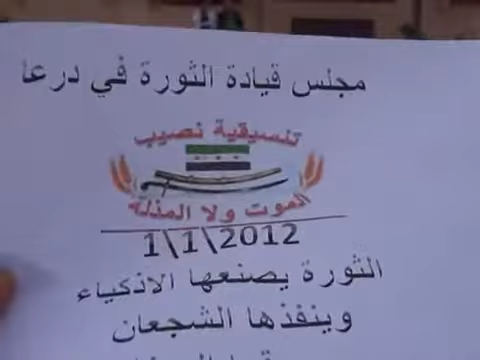 مجلس قيادة الثورة في درعا
تنسيقية نصيب
الموت ولا المذلة
1\1\2012
الثورة يصنعها الاذكياء
وينفذها الشجعان